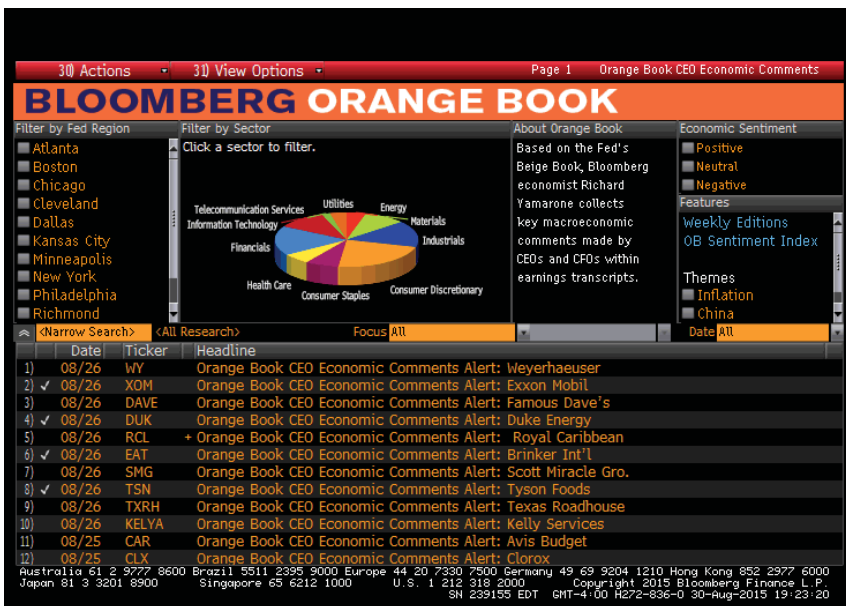 30) Actions 31) View Options Page 1 Orange Book CEO Economic Comments
BLOOMBERG ORANGE BOOK
Filter by Fed Region
Atlanta
Boston
Chicago
Cleveland
Dallas
Kansas City
Minneapolis
New York
Philadelphia
Richmond
Filter by Sector
Click a sector to filter.
Utilities
Energy
Telecommunication Services
Materials
Information Technology
Industrials
Financials
Health Care
Consumer Discretionary
Consumer Staples
About Orange Book
Based on the Fed's
Beige Book, Bloomberg
economist Richard
Yamarone collects
key macroeconomic
comments made by
CEOs and CFOs within
earnings transcripts.
Economic Sentiment
Positive
Neutral
Negative
Features
Weekly Editions
OB Sentiment Index
Themes
Inflation
China
<Narrow Search> <All Research> Focus All Date All
Date Ticker Headline
1) 08/26 WY Orange Book CEO Economic Comments Alert: Weyerhaeuser
2) ✓ 08/26 XOM Orange Book CEO Economic Comments Alert: Exxon Mobil
3) 08/26 DAVE Orange Book CEO Economic Comments Alert: Famous Dave's
4) ✓ 08/26 DUK Orange Book CEO Economic Comments Alert: Duke Energy
5) 08/26 RCL + Orange Book CEO Economic Comments Alert: Royal Caribbean
6) ✓ 08/26 EAT Orange Book CEO Economic Comments Alert: Brinker Int'l
7) 08/26 SMG Orange Book CEO Economic Comments Alert: Scott Miracle Gro.
8) ✓ 08/26 TSN Orange Book CEO Economic Comments Alert: Tyson Foods
9) 08/26 TXRH Orange Book CEO Economic Comments Alert: Texas Roadhouse
10) 08/26 KELYA Orange Book CEO Economic Comments Alert: Kelly Services
11) 08/25 CAR Orange Book CEO Economic Comments Alert: Avis Budget
12) 08/25 CLX Orange Book CEO Economic Comments Alert: Clorox
Australia 61 2 9777 8600 Brazil 5511 2395 9000 Europe 44 20 7330 7500 Germany 49 69 9204 1210 Hong Kong 852 2977 6000
Japan 81 3 3201 8900 Singapore 65 6212 1000 U.S. 1 212 318 2000 Copyright 2015 Bloomberg Finance L.P.
SN 239155 EDT GMT-4:00 H272-836-0 30-Aug-2015 19:23:20